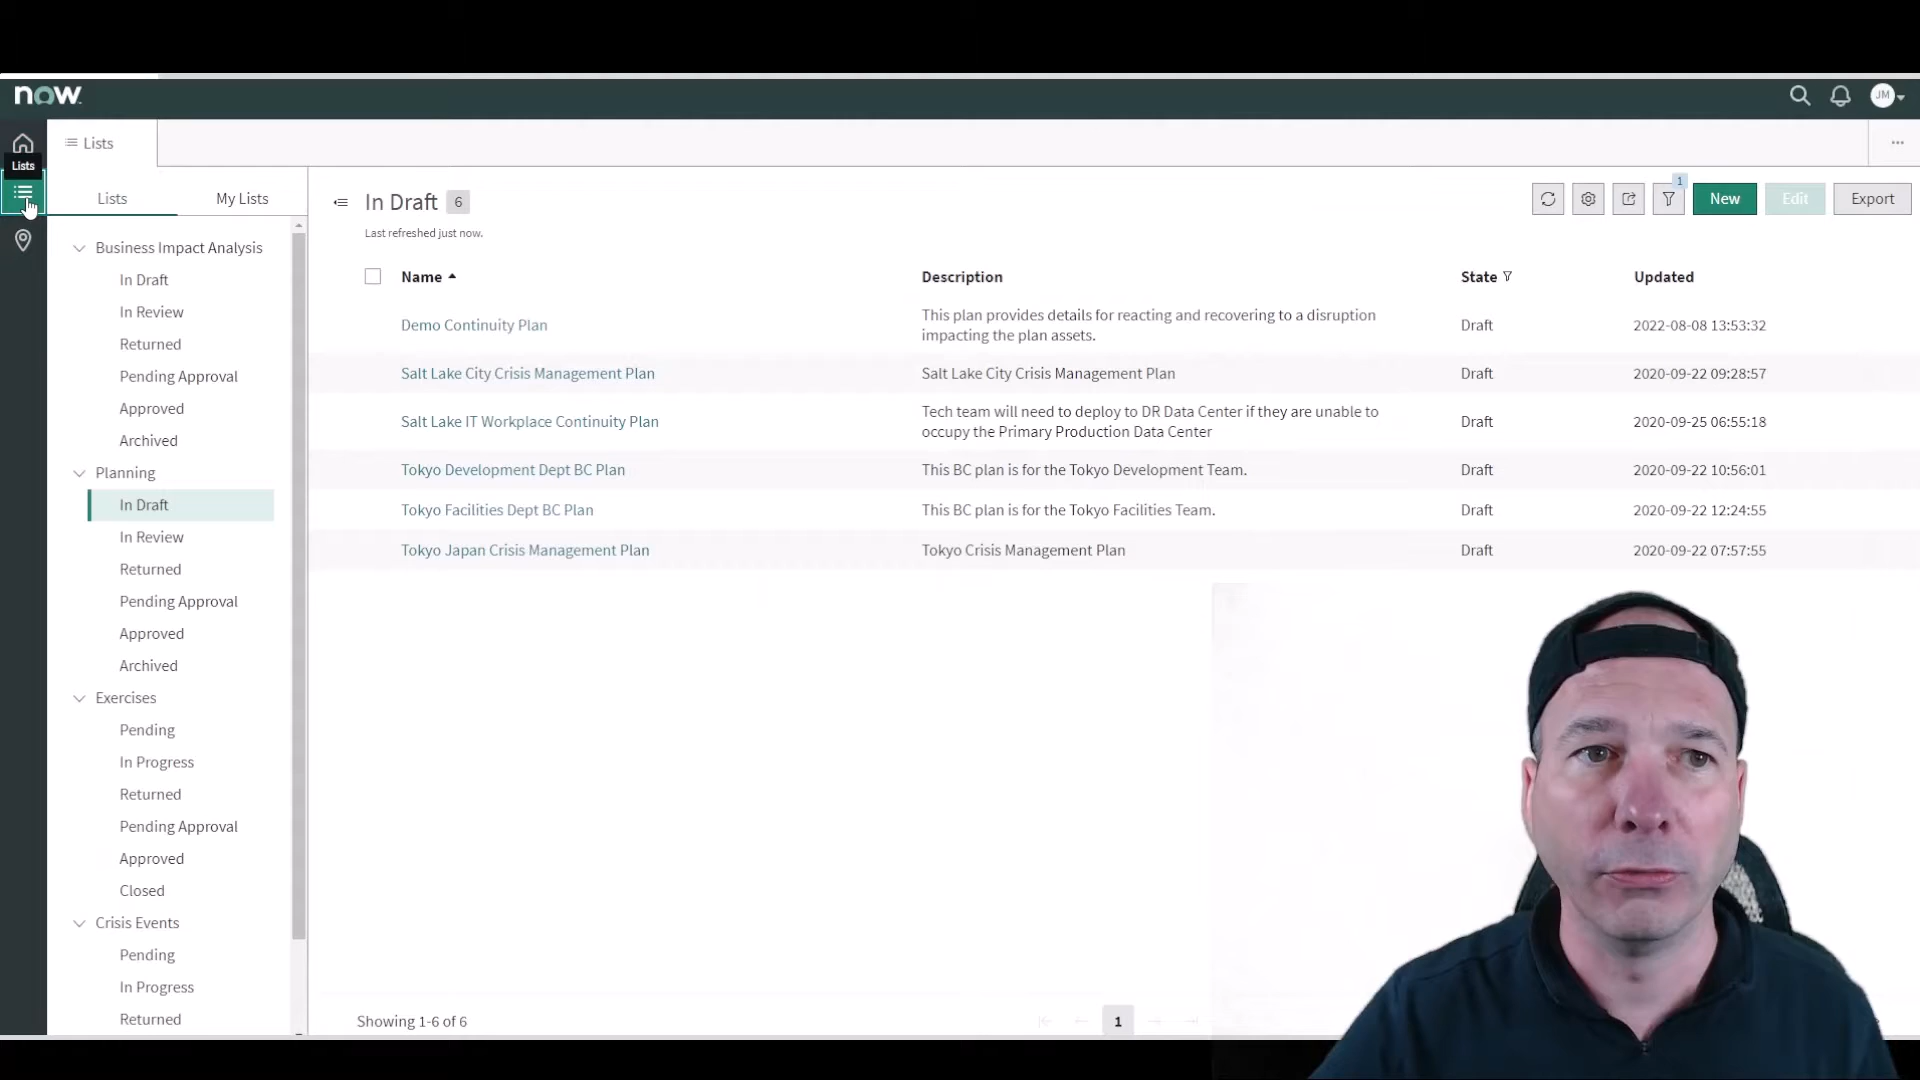 now
JM
Lists
Lists
Lists
My Lists
Business Impact Analysis
In Draft
In Review
Returned
Pending Approval
Approved
Archived
Planning
In Draft
In Review
Returned
Pending Approval
Approved
Archived
Exercises
Pending
In Progress
Returned
Pending Approval
Approved
Closed
Crisis Events
Pending
In Progress
Returned
In Draft 6
Last refreshed just now.
1
New
Edit
Export
Name
Description
State
Updated
Demo Continuity Plan
This plan provides details for reacting and recovering to a disruption
impacting the plan assets.
Draft
2022-08-08 13:53:32
Salt Lake City Crisis Management Plan
Salt Lake City Crisis Management Plan
Draft
2020-09-22 09:28:57
Salt Lake IT Workplace Continuity Plan
Tech team will need to deploy to DR Data Center if they are unable to
occupy the Primary Production Data Center
Draft
2020-09-25 06:55:18
Tokyo Development Dept BC Plan
This BC plan is for the Tokyo Development Team.
Draft
2020-09-22 10:56:01
Tokyo Facilities Dept BC Plan
This BC plan is for the Tokyo Facilities Team.
Draft
2020-09-22 12:24:55
Tokyo Japan Crisis Management Plan
Tokyo Crisis Management Plan
Draft
2020-09-22 07:57:55
Showing 1-6 of 6
1